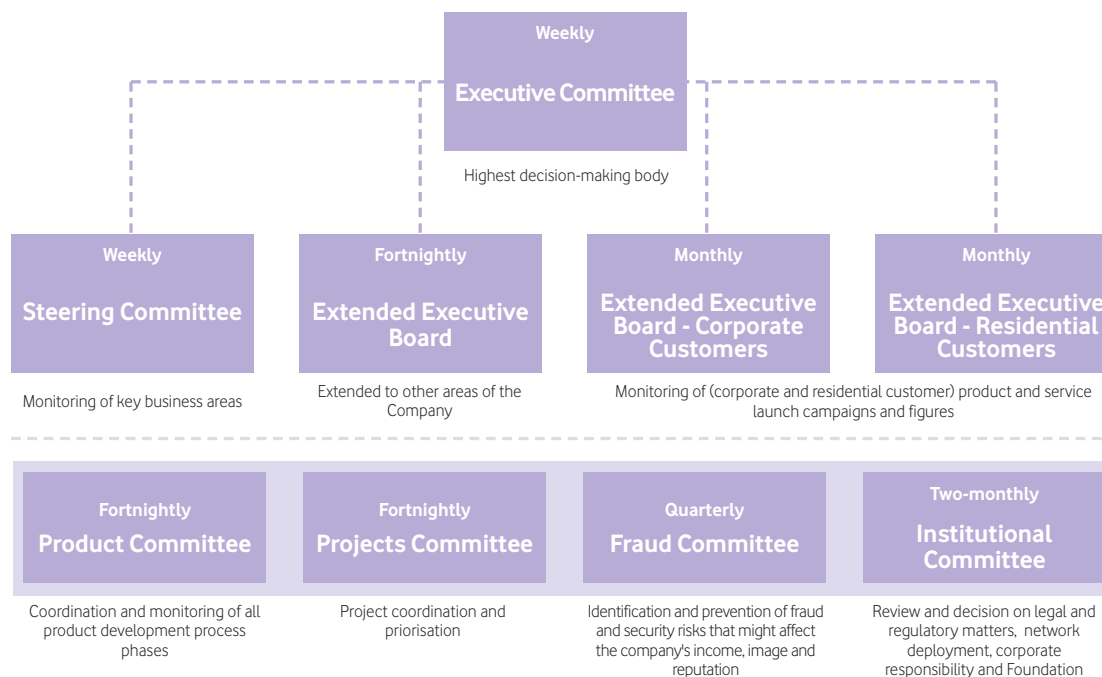 Weekly
Executive Committee
Highest decision-making body
Weekly
Steering Committee
Monitoring of key business areas
Fortnightly
Extended Executive
Board
Extended to other areas of the
Company
Monthly
Extended Executive
Board - Corporate
Customers
Monthly
Extended Executive
Board - Residential
Customers
Monitoring of (corporate and residential customer) product and service
launch campaigns and figures
Fortnightly
Product Committee
Coordination and monitoring of all
product development process
phases
Fortnightly
Projects Committee
Project coordination and
priorisation
Quarterly
Fraud Committee
Identification and prevention of fraud
and security risks that might affect
the company's income, image and
reputation
Two-monthly
Institutional
Committee
Review and decision on legal and
regulatory matters, network
deployment, corporate
responsibility and Foundation